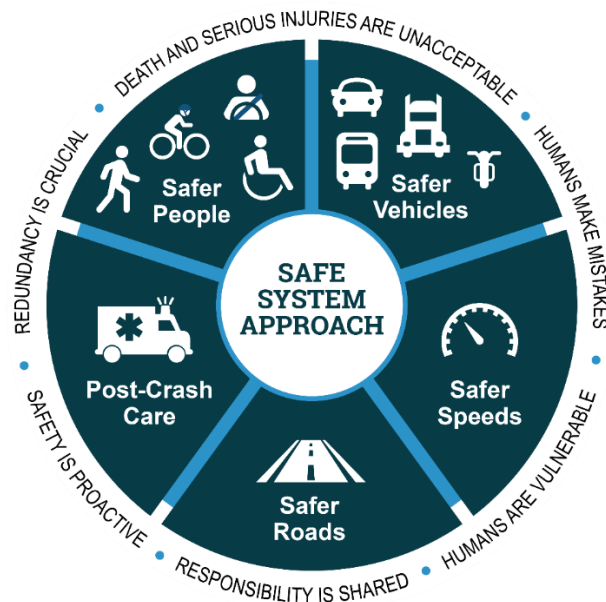 DEATH AND SERIOUS INJURIES ARE UNACCEPTABLE
HUMANS MAKE MISTAKES
HUMANS ARE VULNERABLE
RESPONSIBILITY IS SHARED
SAFETY IS PROACTIVE
REDUNDANCY IS CRUCIAL
Safer
People
Safer
Vehicles
SAFE
SYSTEM
APPROACH
Post-Crash
Care
Safer
Speeds
Safer
Roads